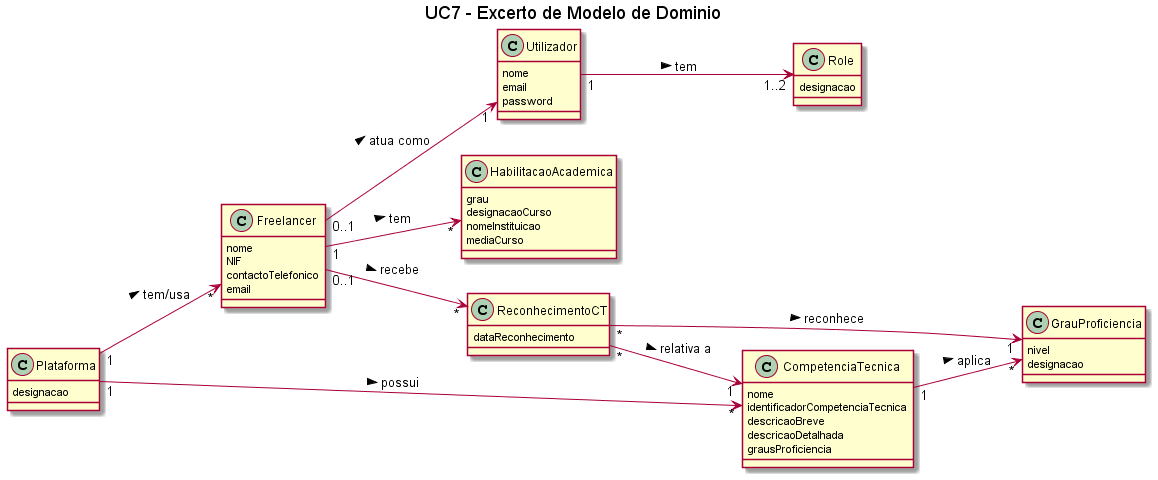 UC7 - Excerto de Modelo de Dominio
C Utilizador
nome
email
password
1
tem
1..2
C Role
designacao
atua como
1
0..1
C HabilitacaoAcademica
grau
designacaoCurso
nomeInstituicao
mediaCurso
C Freelancer
nome
NIF
contactoTelefonico
email
tem
1
*
recebe
0..1
*
C ReconhecimentoCT
dataReconhecimento
*
reconhece
1
*
relativa a
1
C GrauProficiencia
nivel
designacao
tem/usa
*
1
C Plataforma
designacao
1
possui
*
C CompetenciaTecnica
nome
identificadorCompetenciaTecnica
descricaoBreve
descricaoDetalhada
grausProficiencia
aplica
1
*